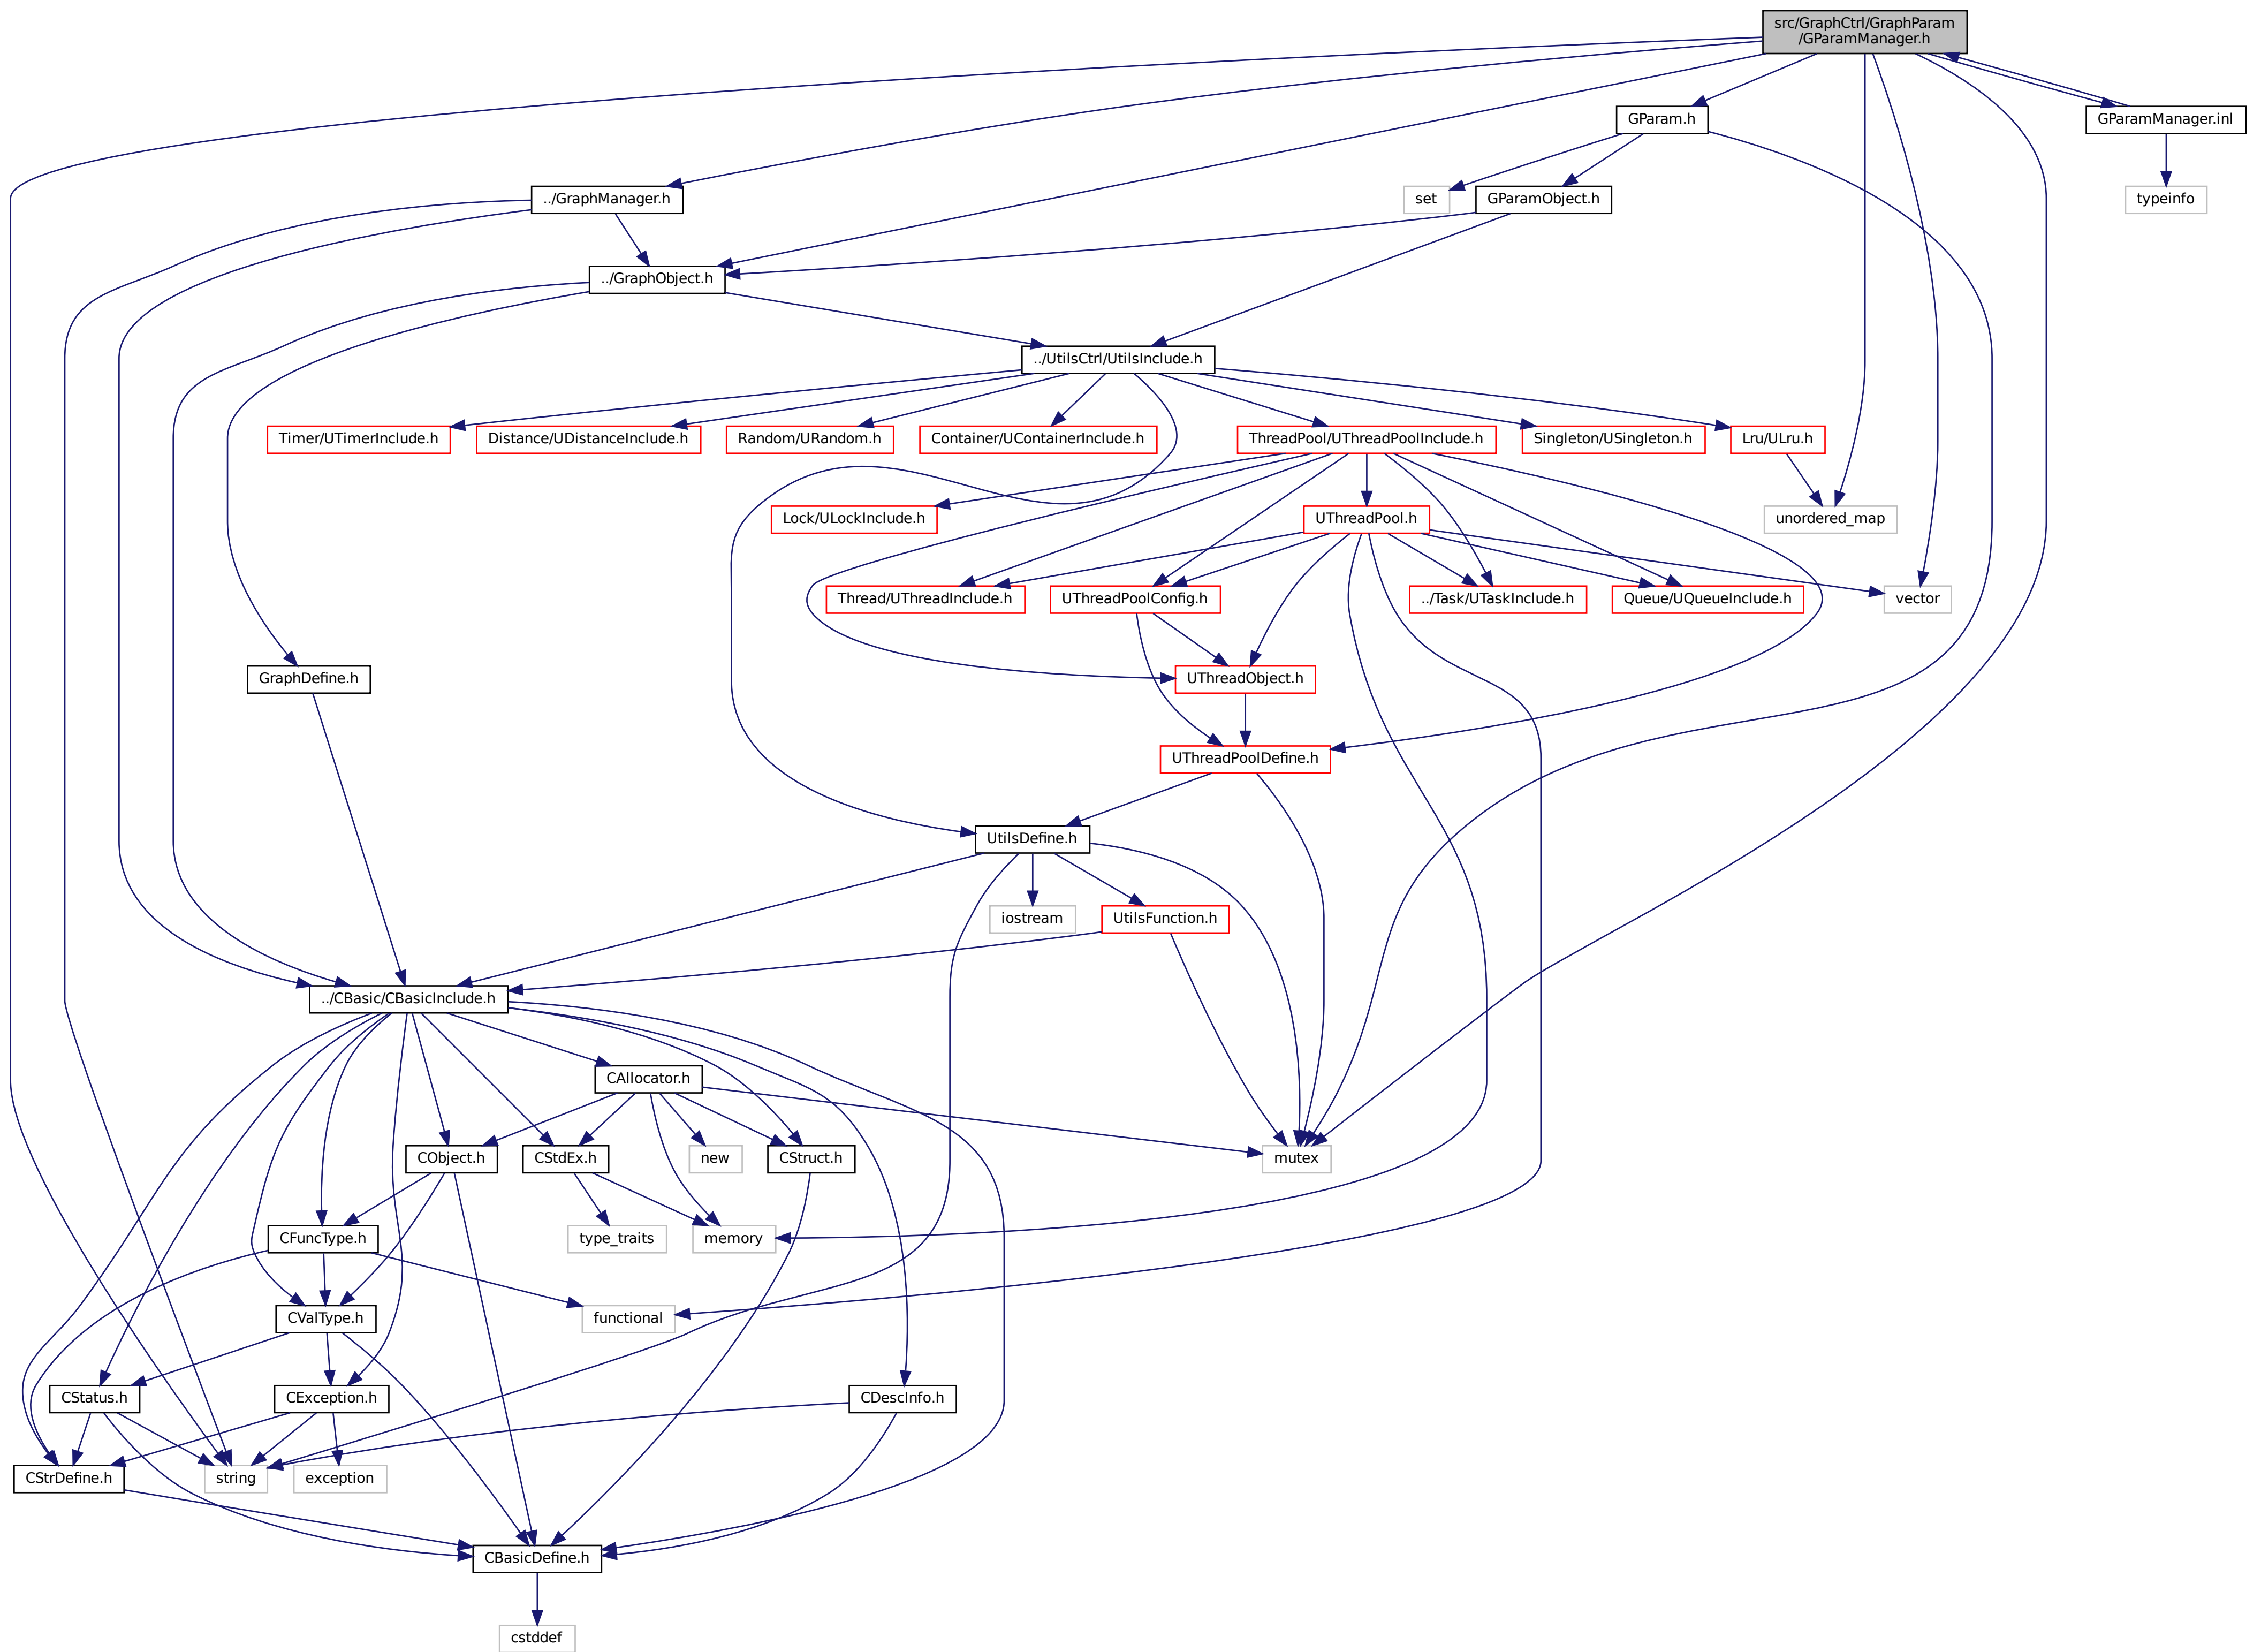 src/GraphCtrl/GraphParam
/GParamManager.h
GParam.h
GParamManager.inl
../GraphManager.h
set
GParamObject.h
typeinfo
../GraphObject.h
../UtilsCtrl/UtilsInclude.h
Timer/UTimerInclude.h
Distance/UDistanceInclude.h
Random/URandom.h
Container/UContainerInclude.h
ThreadPool/UThreadPoolInclude.h
Singleton/USingleton.h
Lru/ULru.h
Lock/ULockInclude.h
UThreadPool.h
unordered_map
Thread/UThreadInclude.h
UThreadPoolConfig.h
../Task/UTaskInclude.h
Queue/UQueueInclude.h
vector
GraphDefine.h
UThreadObject.h
UThreadPoolDefine.h
UtilsDefine.h
iostream
UtilsFunction.h
../CBasic/CBasicInclude.h
CAllocator.h
CObject.h
CStdEx.h
new
CStruct.h
mutex
CFuncType.h
type_traits
memory
CValType.h
functional
CStatus.h
CException.h
CDescInfo.h
CStrDefine.h
string
exception
CBasicDefine.h
cstddef